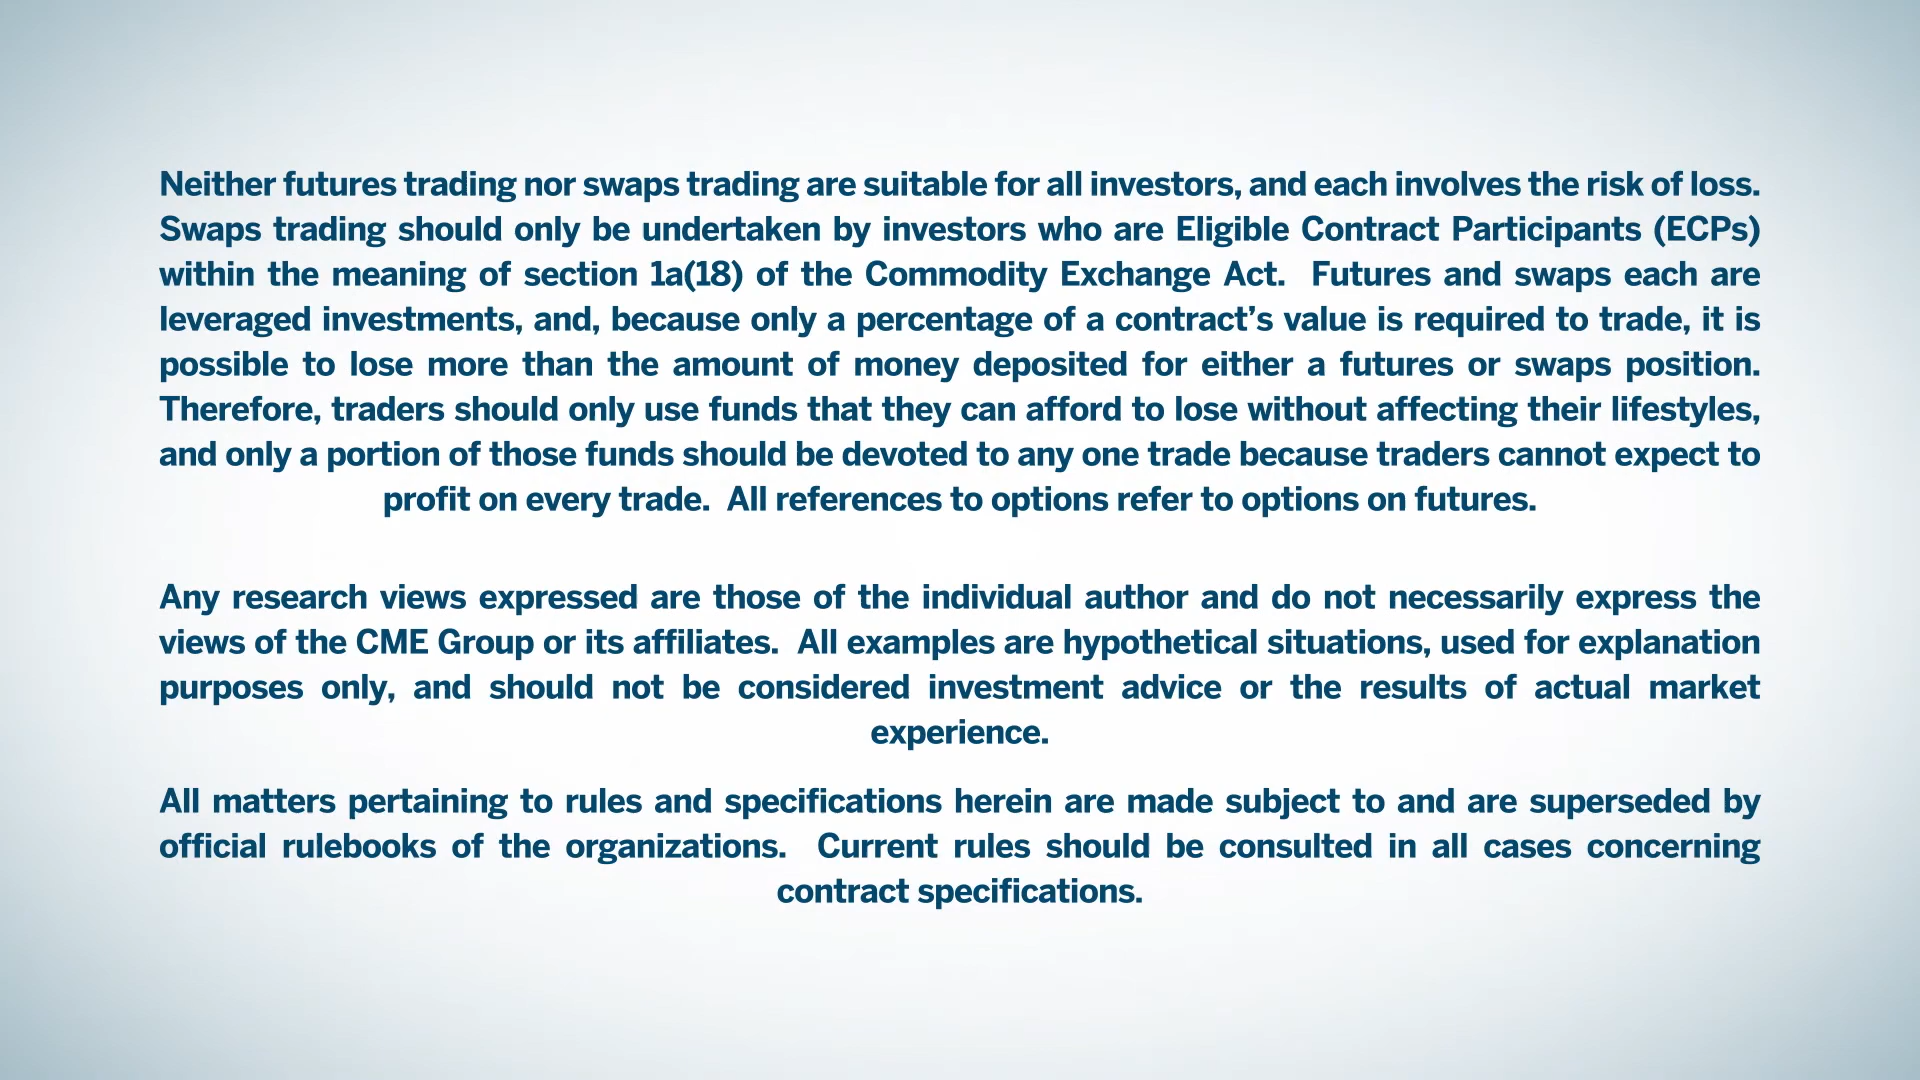 Neither futures trading nor swaps trading are suitable for all investors, and each involves the risk of loss.
Swaps trading should only be undertaken by investors who are Eligible Contract Participants (ECPs)
within the meaning of section 1a(18) of the Commodity Exchange Act.  Futures and swaps each are
leveraged investments, and, because only a percentage of a contract’s value is required to trade, it is
possible to lose more than the amount of money deposited for either a futures or swaps position.
Therefore, traders should only use funds that they can afford to lose without affecting their lifestyles,
and only a portion of those funds should be devoted to any one trade because traders cannot expect to
profit on every trade.  All references to options refer to options on futures.
Any research views expressed are those of the individual author and do not necessarily express the
views of the CME Group or its affiliates.  All examples are hypothetical situations, used for explanation
purposes only, and should not be considered investment advice or the results of actual market
experience.
All matters pertaining to rules and specifications herein are made subject to and are superseded by
official rulebooks of the organizations.  Current rules should be consulted in all cases concerning
contract specifications.